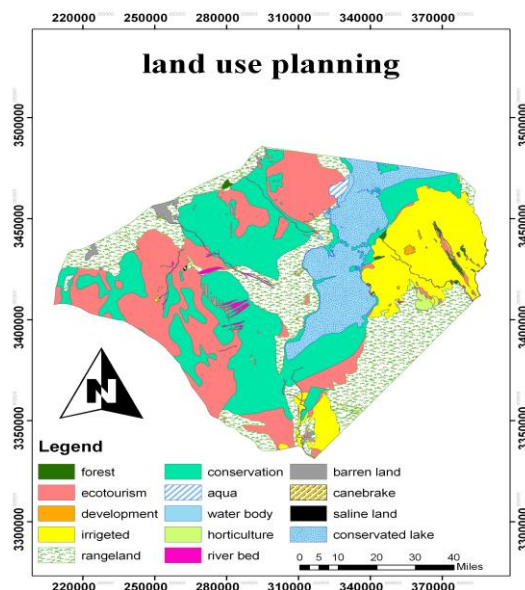 220000 250000 280000 310000 340000 370000
land use planning
3500000 3500000
3450000 3450000
3400000 3400000
3350000 3350000
3300000 3300000
N
Legend
forest conservation barren land
ecotourism aqua canebrake
development water body saline land
irrigeted horticulture conservated lake
rangeland river bed
0 5 10 20 30 40
Miles
220000 250000 280000 310000 340000 370000